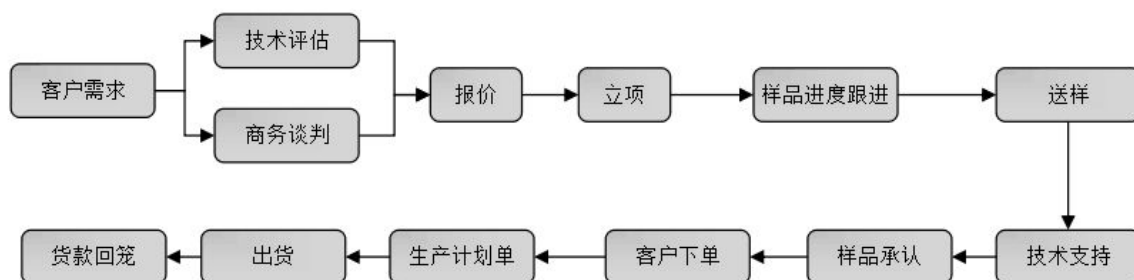 客户需求
技术评估
商务谈判
报价
立项
样品进度跟进
送样
技术支持
样品承认
客户下单
生产计划单
出货
货款回笼